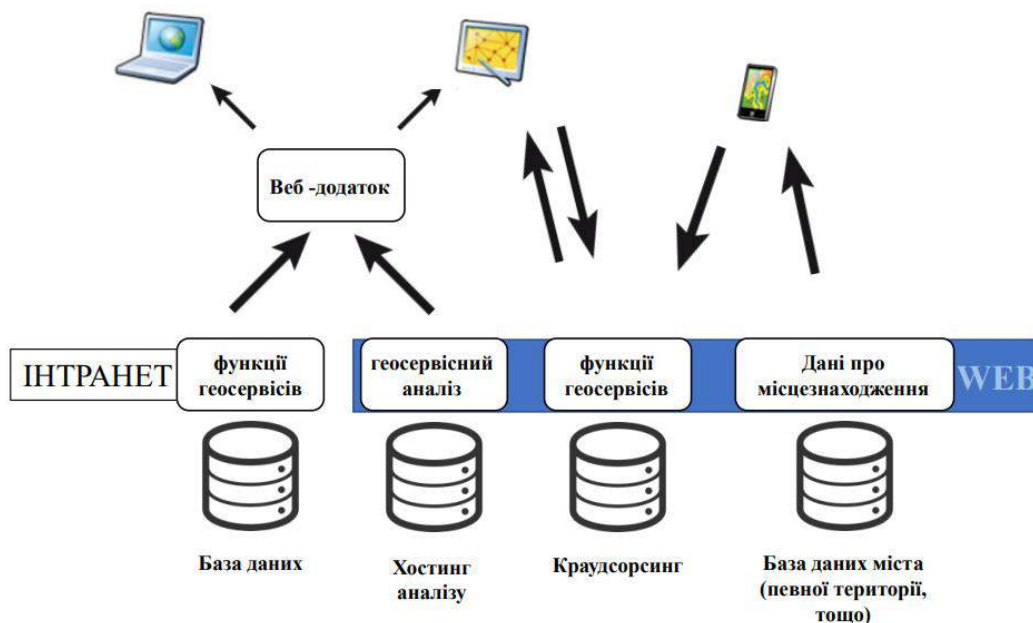 Веб -додаток
ІНТРАНЕТ
функції
геосервісів
геосервісний
аналіз
функції
геосервісів
Дані про
місцезнаходження
WEB
База даних
Хостинг
аналізу
Краудсорсинг
База даних міста
(певної території,
тощо)